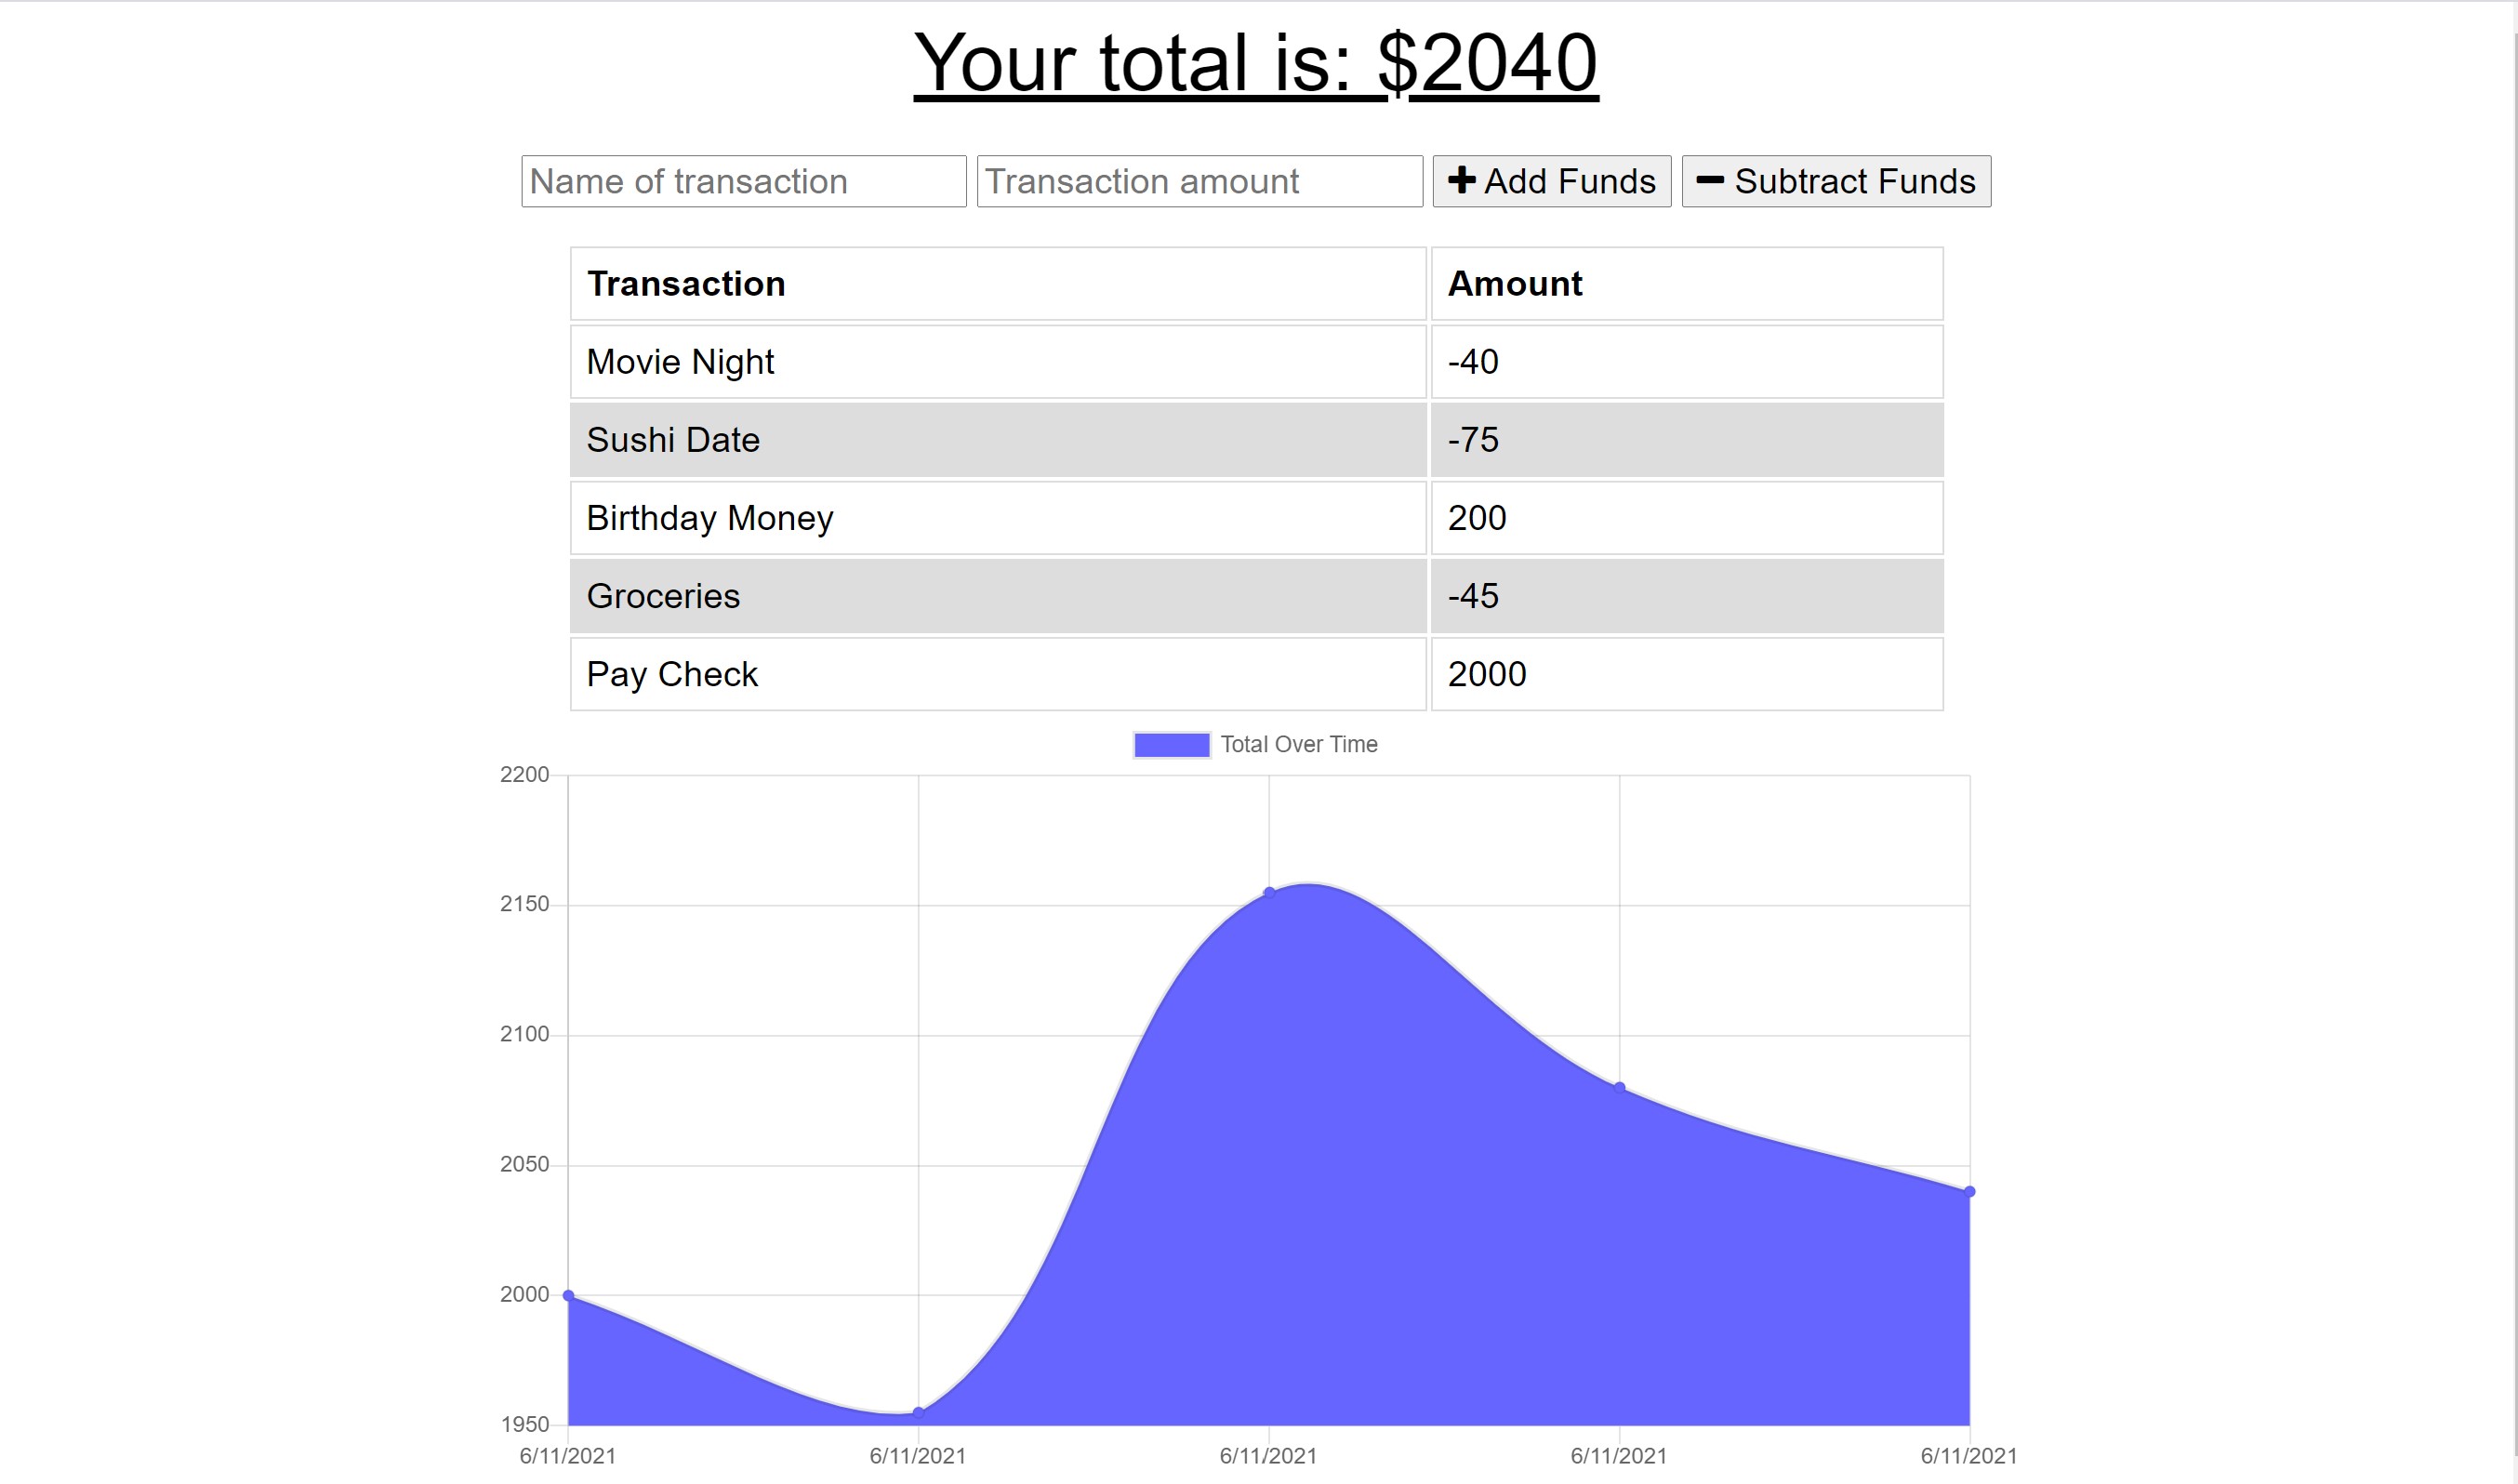 Your total is: $2040
Name of transaction Transaction amount Add Funds Subtract Funds
Transaction Amount
Movie Night -40
Sushi Date -75
Birthday Money 200
Groceries -45
Pay Check 2000
Total Over Time
2200
2150
2100
2050
2000
1950
6/11/2021 6/11/2021 6/11/2021 6/11/2021 6/11/2021